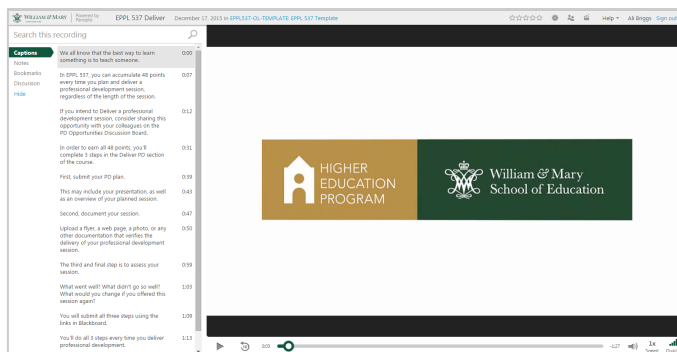 WILLIAM & MARY
Powered by
Panopto
EPPL 537 Deliver
December 17, 2013 in EPPL537-OL-TEMPLATE EPPL 537 Template
Help
Ali Briggs
Sign out
Search this recording
Captions
Notes
Bookmarks
Discussion
Hide
We all know that the best way to learn
something is to teach someone.
0:00
In EPPL 537, you can accumulate 48 points
every time you plan and deliver a
professional development session,
regardless of the length of the session.
0:07
If you intend to Deliver a professional
development session, consider sharing this
opportunity with your colleagues on the
PD Opportunities Discussion Board.
0:12
In order to earn all 48 points, you'll
complete 3 steps in the Deliver PD section
of the course.
0:31
First, submit your PD plan.
0:39
This may include your presentation, as well
as an overview of your planned session.
0:43
Second, document your session.
0:47
Upload a flyer, a web page, a photo, or any
other documentation that verifies the
delivery of your professional development
session.
0:50
The third and final step is to assess your
session.
0:59
What went well? What didn't go so well?
What would you change if you offered this
session again?
1:03
You will submit all three steps using the
links in Blackboard.
1:09
You'll do all 3 steps every time you deliver
professional development.
1:13
HIGHER
EDUCATION
PROGRAM
William & Mary
School of Education
10
0:03
-1:27
1x
Speed